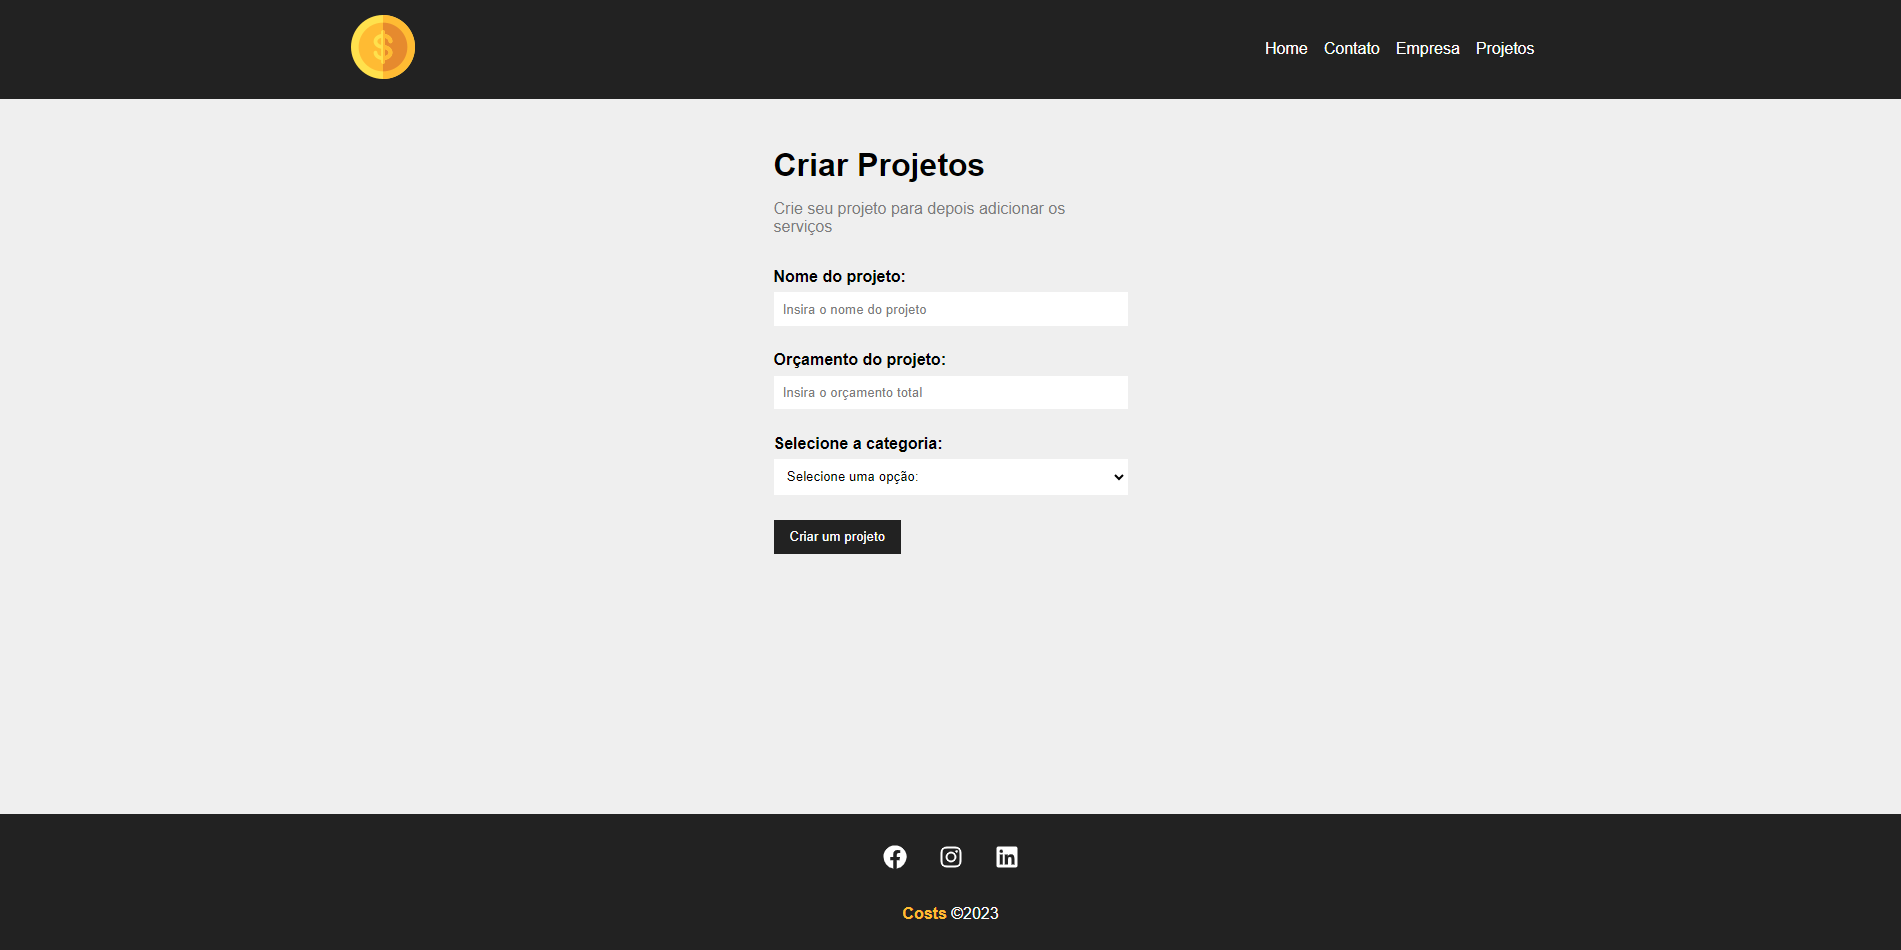 $
Home Contato Empresa Projetos
Criar Projetos
Crie seu projeto para depois adicionar os
serviços
Nome do projeto:
Insira o nome do projeto
Orçamento do projeto:
Insira o orçamento total
Selecione a categoria:
Selecione uma opção:
Criar um projeto
Costs ©2023